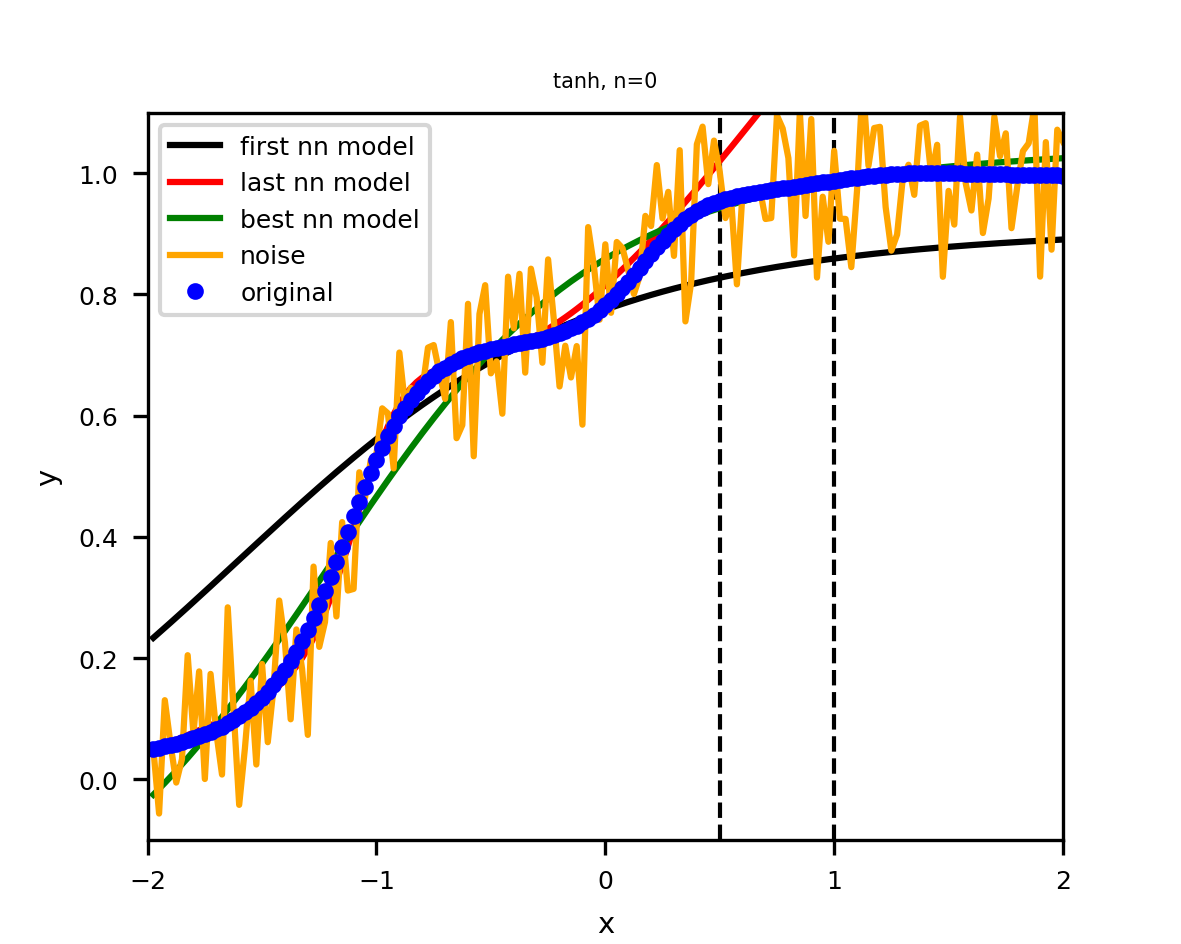 tanh, n=0
first nn model
last nn model
best nn model
noise
original
1.0
0.8
0.6
0.4
0.2
0.0
y
−2
−1
0
1
2
x